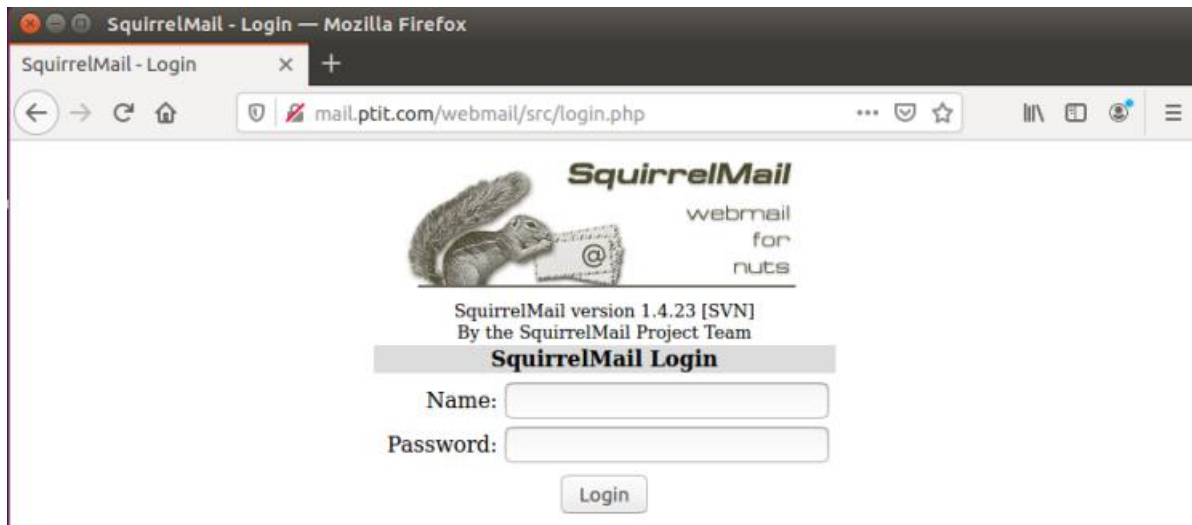 SquirrelMail - Login — Mozilla Firefox
SquirrelMail - Login
mail.ptit.com/webmail/src/login.php
SquirrelMail
webmail
for
nuts
@
SquirrelMail version 1.4.23 [SVN]
By the SquirrelMail Project Team
SquirrelMail Login
Name:
Password:
Login